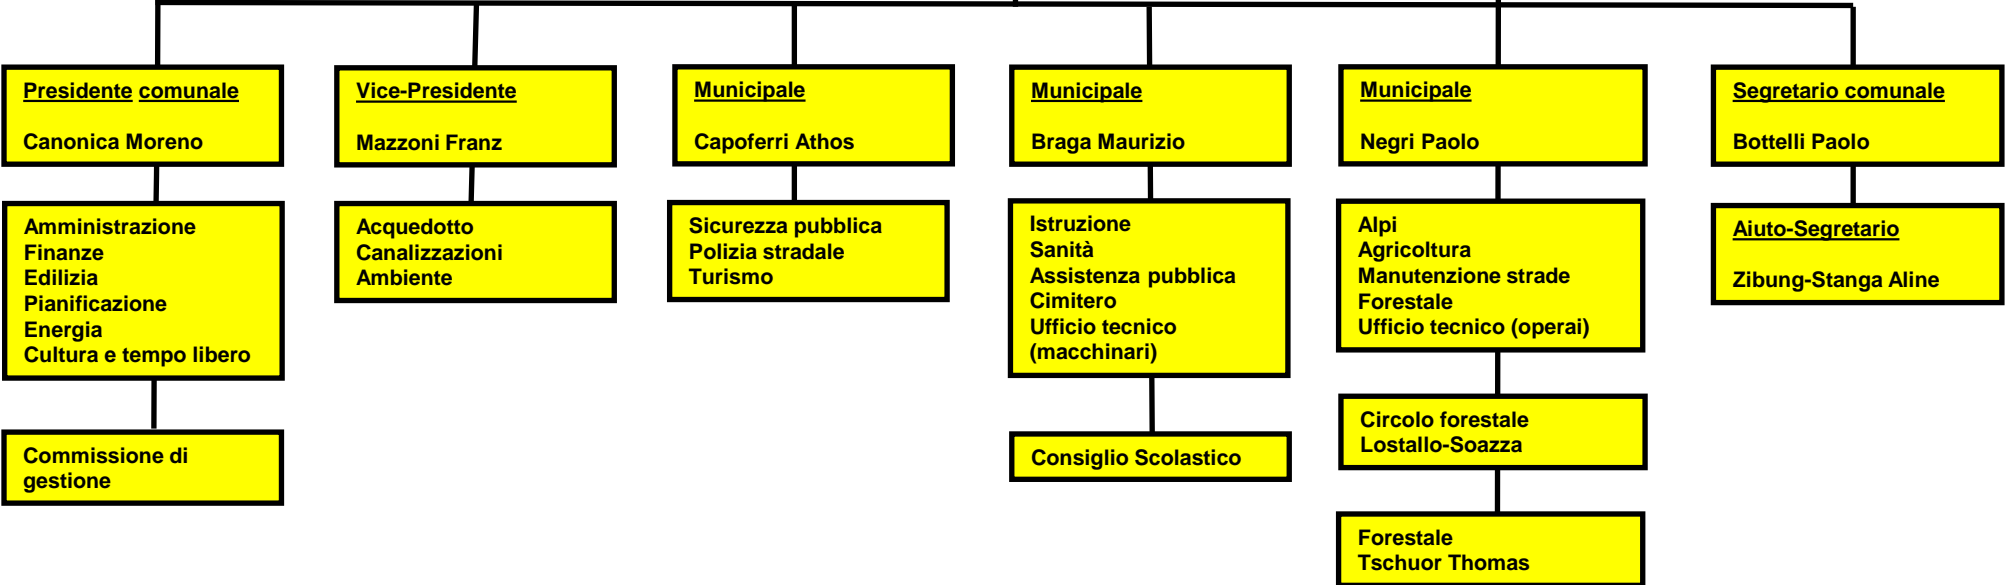 Presidente comunale
Canonica Moreno
Amministrazione
Finanze
Edilizia
Pianificazione
Energia
Cultura e tempo libero
Commissione di
gestione
Vice-Presidente
Mazzoni Franz
Acquedotto
Canalizzazioni
Ambiente
Municipale
Capoferri Athos
Sicurezza pubblica
Polizia stradale
Turismo
Municipale
Braga Maurizio
Istruzione
Sanità
Assistenza pubblica
Cimitero
Ufficio tecnico
(macchinari)
Consiglio Scolastico
Municipale
Negri Paolo
Alpi
Agricoltura
Manutenzione strade
Forestale
Ufficio tecnico (operai)
Circolo forestale
Lostallo-Soazza
Forestale
Tschuor Thomas
Segretario comunale
Bottelli Paolo
Aiuto-Segretario
Zibung-Stanga Aline